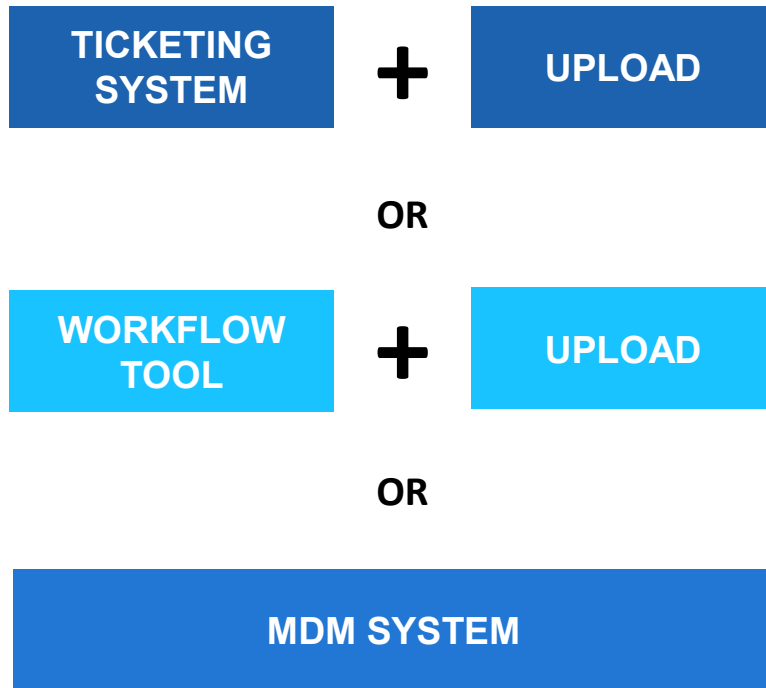 TICKETING
SYSTEM
+
UPLOAD
OR
WORKFLOW
TOOL
+
UPLOAD
OR
MDM SYSTEM